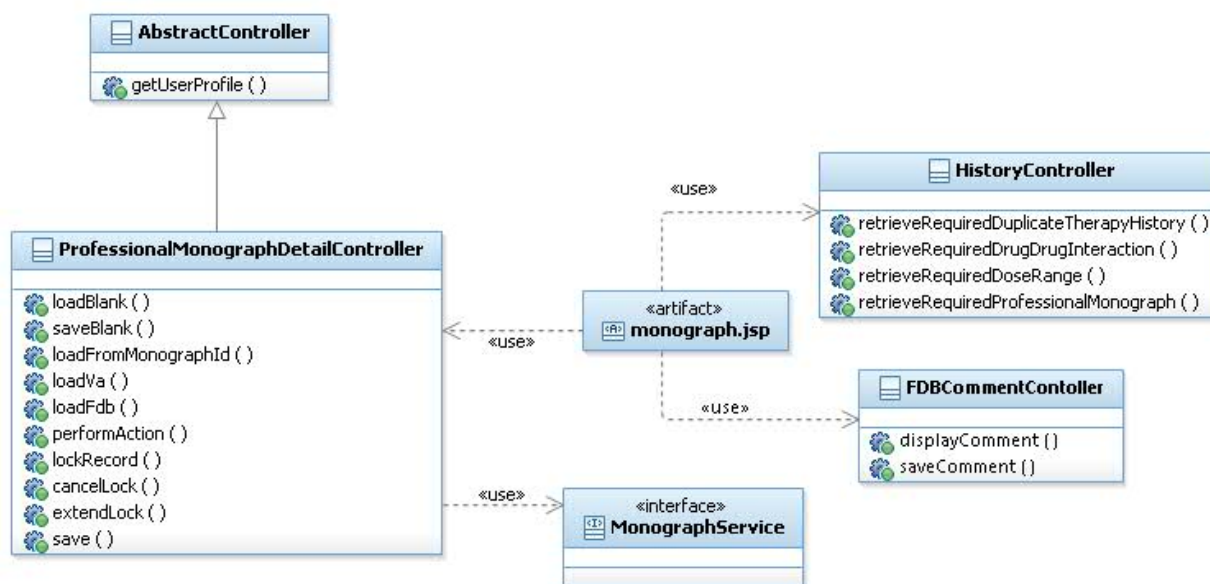 AbstractController
getUserProfile ( )
ProfessionalMonographDetailController
loadBlank ( )
saveBlank ( )
loadFromMonographId ( )
loadVa ( )
loadFdb ( )
performAction ( )
lockRecord ( )
cancelLock ( )
extendLock ( )
save ( )
«use»
«artifact»
monograph.jsp
«use»
HistoryController
retrieveRequiredDuplicateTherapyHistory ( )
retrieveRequiredDrugDrugInteraction ( )
retrieveRequiredDoseRange ( )
retrieveRequiredProfessionalMonograph ( )
«use»
FDBCommentContoller
displayComment ( )
saveComment ( )
«use»
«interface»
MonographService